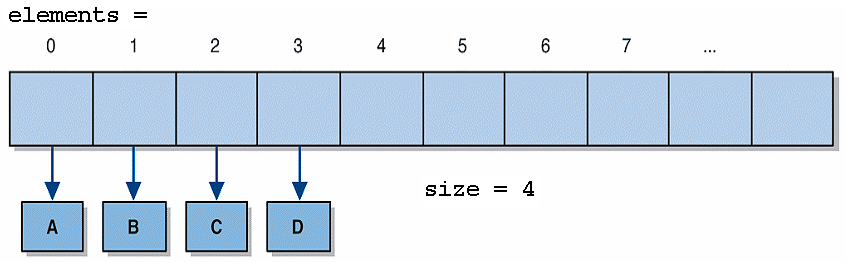 elements =
0 1 2 3 4 5 6 7 ...
size = 4
A B C D